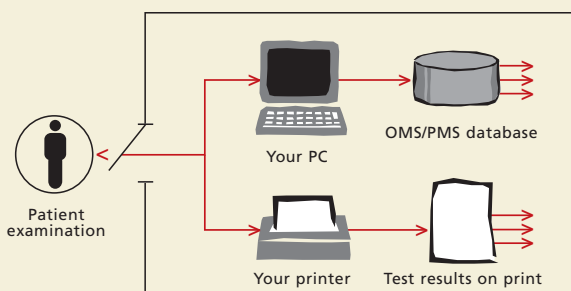 OMS/PMS database
Your PC
Patient
examination
Your printer
Test results on print